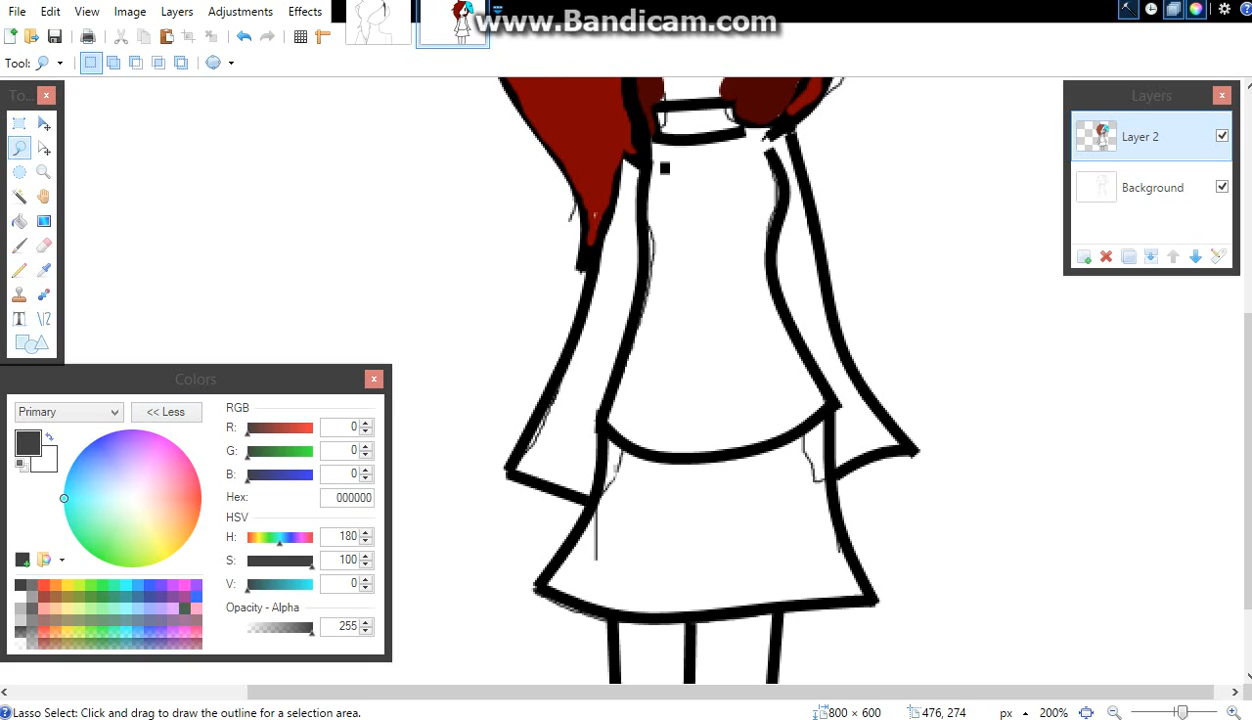 File Edit View Image Layers Adjustments Effects
www.Bandicam.com
Tool:
To...
Layers
Layer 2
Background
Colors
Primary
<< Less
RGB
R: 0
G: 0
B: 0
Hex: 000000
HSV
H: 180
S: 100
V: 0
Opacity - Alpha
255
Lasso Select: Click and drag to draw the outline for a selection area.
800 × 600
476, 274
px
200%